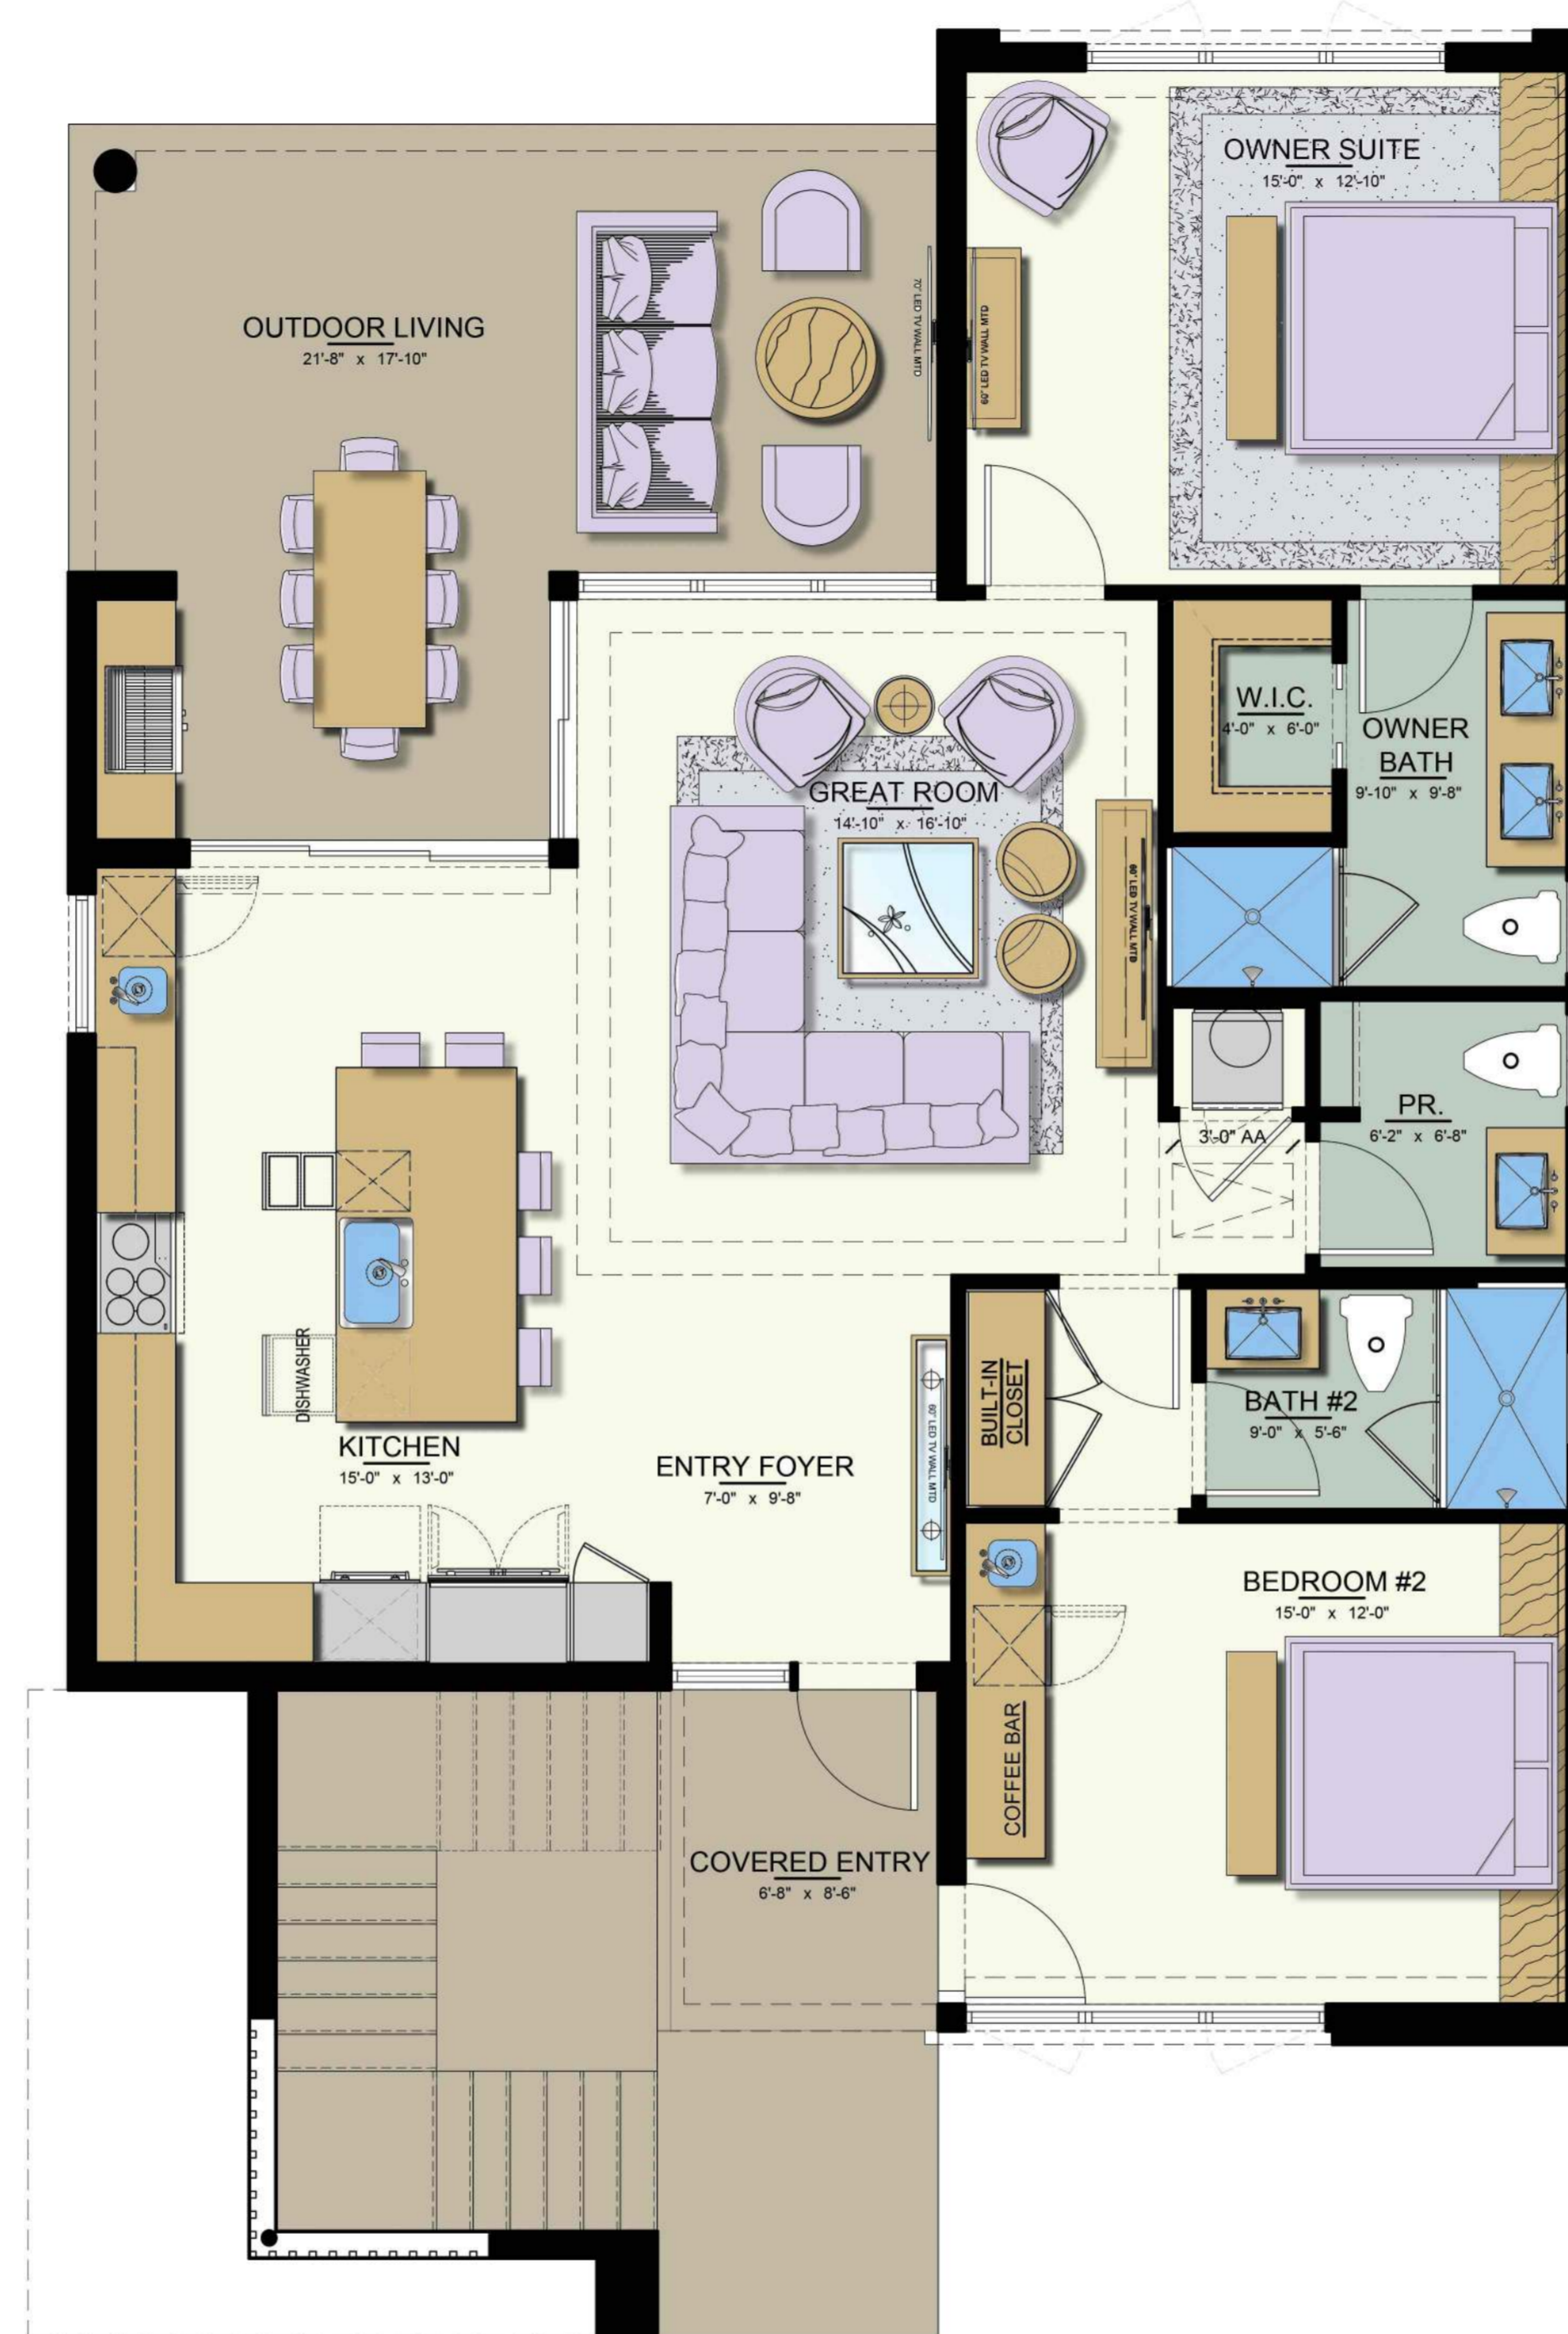 OWNER SUITE
15'-0" x 12'-10"
OUTDOOR LIVING
21'-8" x 17'-10"
70" LED TV WALL MTD
60" LED TV WALL MTD
W.I.C.
4'-0" x 6'-0"
OWNER
BATH
9'-10" x 9'-8"
GREAT ROOM
14'-10" x 16'-10"
60" LED TV WALL MTD
PR.
6'-2" x 6'-8"
3'-0" AA
DISHWASHER
KITCHEN
15'-0" x 13'-0"
ENTRY FOYER
7'-0" x 9'-8"
60" LED TV WALL MTD
BUILT-IN
CLOSET
BATH #2
9'-0" x 5'-6"
BEDROOM #2
15'-0" x 12'-0"
COFFEE BAR
COVERED ENTRY
6'-8" x 8'-6"